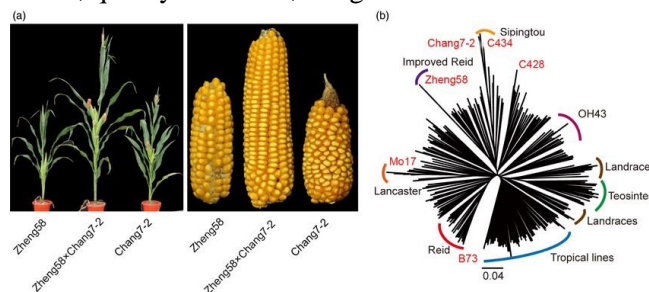 (a)
Zheng58
Zheng58×Chang7-2
Chang7-2
Zheng58
Zheng58×Chang7-2
Chang7-2
(b)
Sipingtou
Chang7-2
C434
Improved Reid
C428
Zheng58
OH43
Mo17
Landrace
Lancaster
Teosinte
Landraces
Reid
B73
Tropical lines
0.04